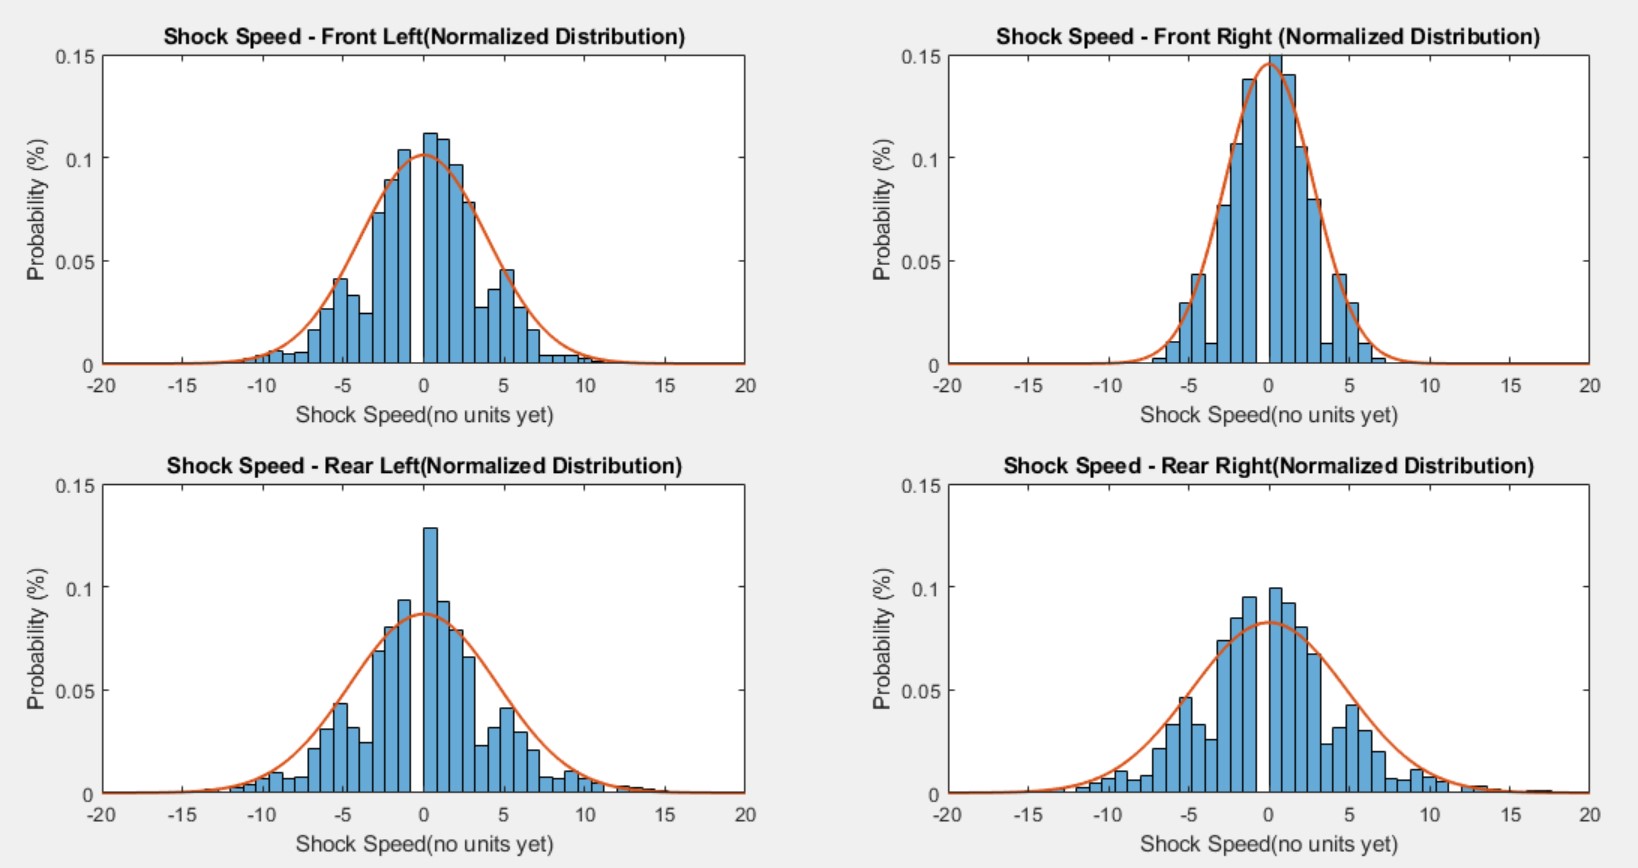 Shock Speed - Front Left(Normalized Distribution)
0.15
0.1
0.05
0
Probability (%)
-20 -15 -10 -5 0 5 10 15 20
Shock Speed(no units yet)
Shock Speed - Front Right (Normalized Distribution)
0.15
0.1
0.05
0
Probability (%)
-20 -15 -10 -5 0 5 10 15 20
Shock Speed(no units yet)
Shock Speed - Rear Left(Normalized Distribution)
0.15
0.1
0.05
0
Probability (%)
-20 -15 -10 -5 0 5 10 15 20
Shock Speed(no units yet)
Shock Speed - Rear Right(Normalized Distribution)
0.15
0.1
0.05
0
Probability (%)
-20 -15 -10 -5 0 5 10 15 20
Shock Speed(no units yet)